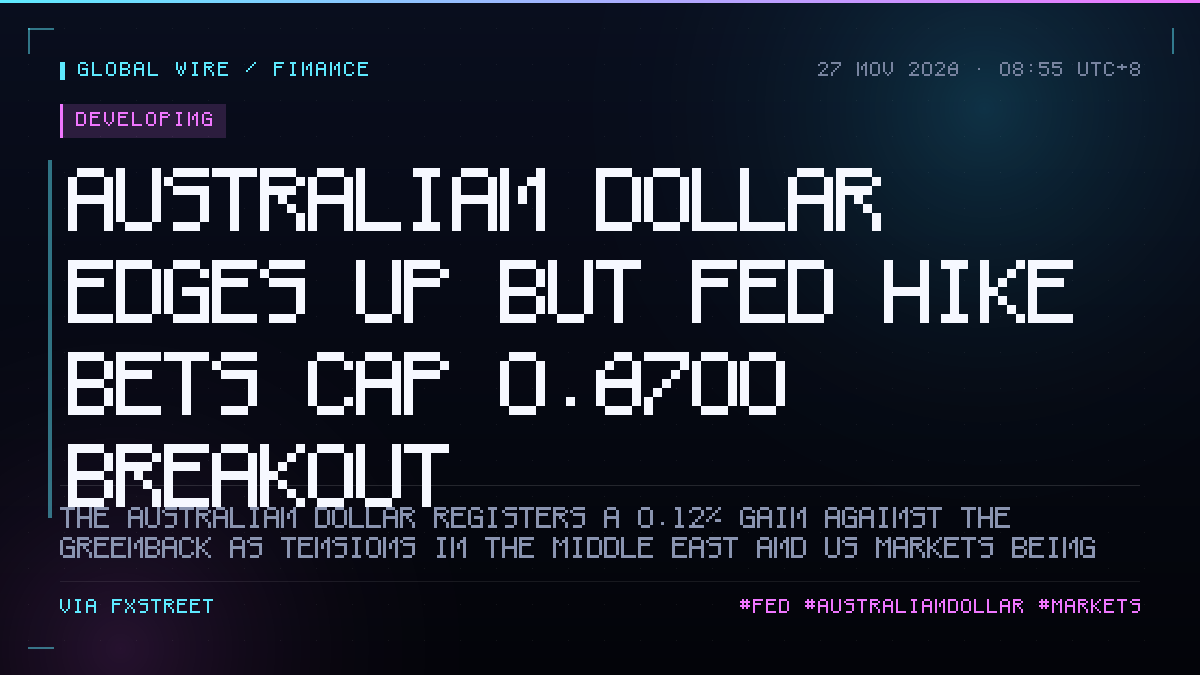 GLOBAL WIRE / FINANCE
27 NOV 2028 · 08:55 UTC+8
DEVELOPING
AUSTRALIAN DOLLAR
EDGES UP BUT FED HIKE
BETS CAP 0.8700
BREAKOUT
THE AUSTRALIAN DOLLAR REGISTERS A 0.12% GAIN AGAINST THE
GREENBACK AS TENSIONS IN THE MIDDLE EAST AND US MARKETS BEING
VIA FXSTREET
#FED #AUSTRALIANDOLLAR #MARKETS